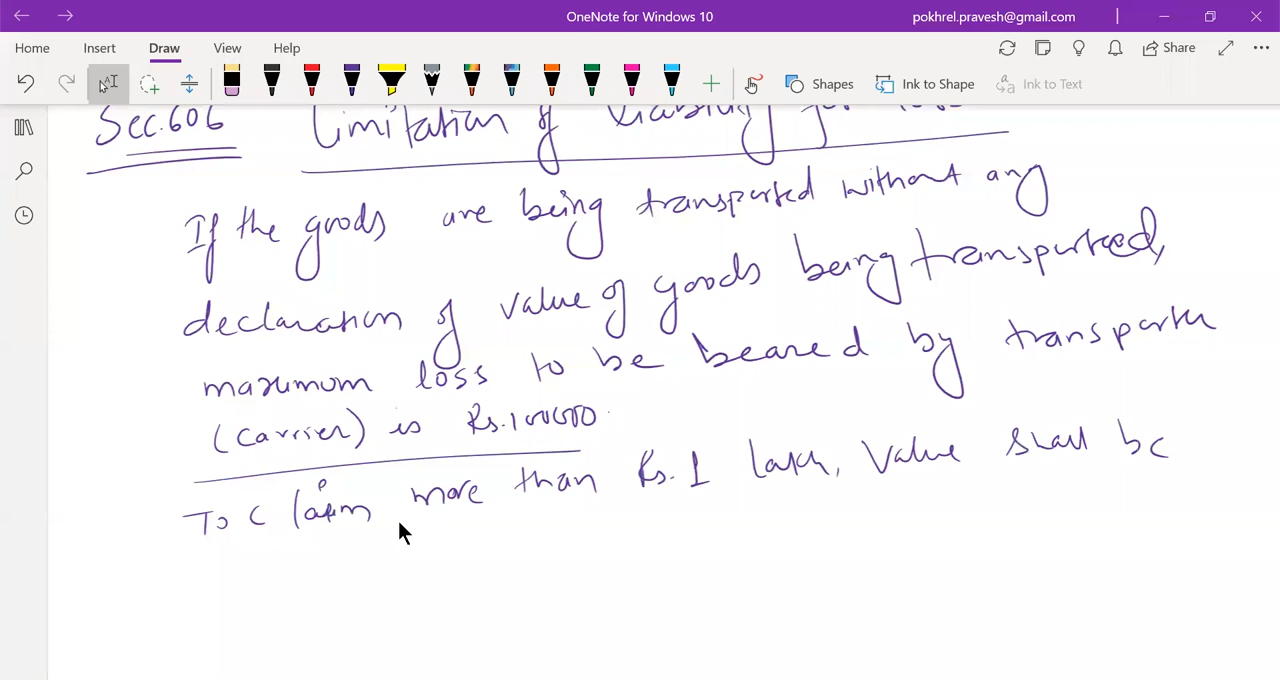 OneNote for Windows 10
pokhrel.pravesh@gmail.com
Home Insert Draw View Help
Share
Shapes Ink to Shape Ink to Text
Sec.606 Limitation of Liability for loss
If the goods are being transported without any
declaration of value of goods being transported,
maximum loss to be beared by transporter
(carrier) is Rs.100000.
To claim more than Rs. 1 lakh, value shall be